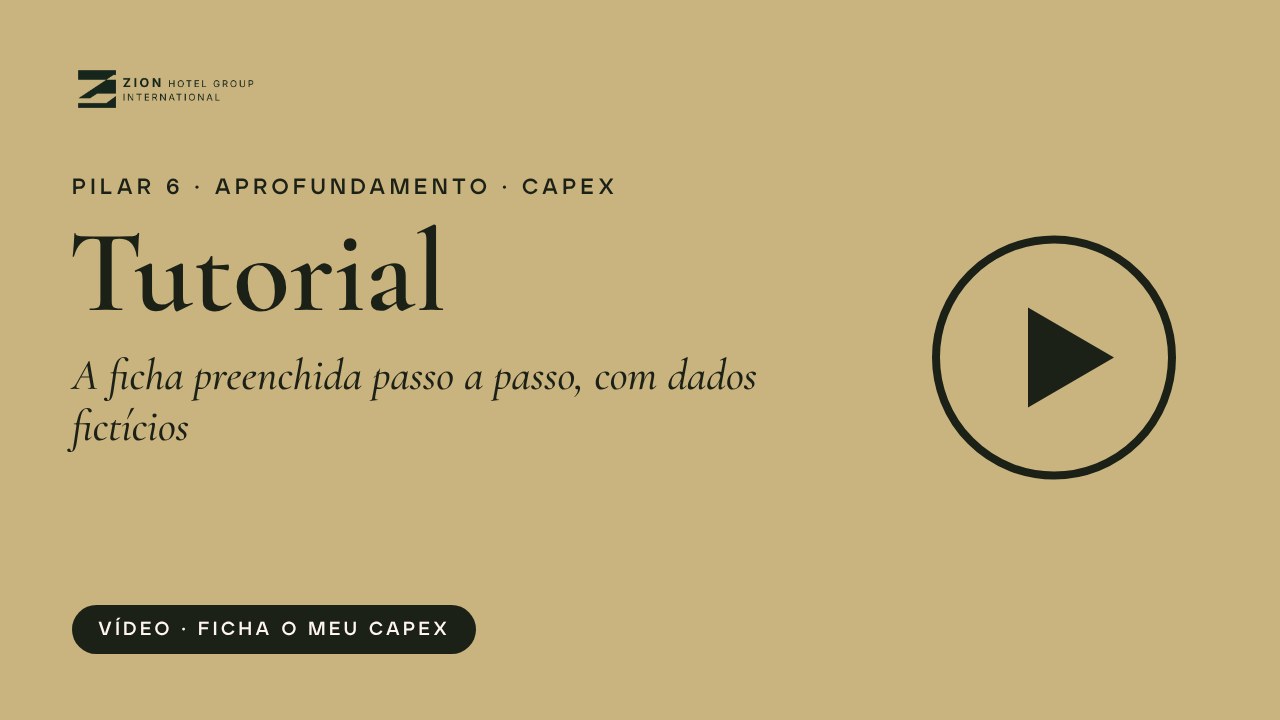 ZION HOTEL GROUP
INTERNATIONAL
PILAR 6 · APROFUNDAMENTO · CAPEX
Tutorial
A ficha preenchida passo a passo, com dados
fictícios
VÍDEO · FICHA O MEU CAPEX